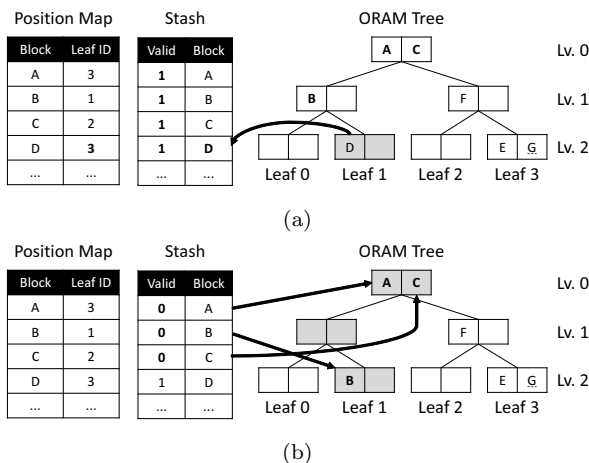 Position Map Stash ORAM Tree
Block Leaf ID Valid Block A C Lv. 0
A 3 1 A
B 1 1 B B F Lv. 1
C 2 1 C
D 3 1 D D E G Lv. 2
... ... ... ... Leaf 0 Leaf 1 Leaf 2 Leaf 3
(a)
Position Map Stash ORAM Tree
Block Leaf ID Valid Block A C Lv. 0
A 3 0 A
B 1 0 B F Lv. 1
C 2 0 C
D 3 1 D B E G Lv. 2
... ... ... ... Leaf 0 Leaf 1 Leaf 2 Leaf 3
(b)